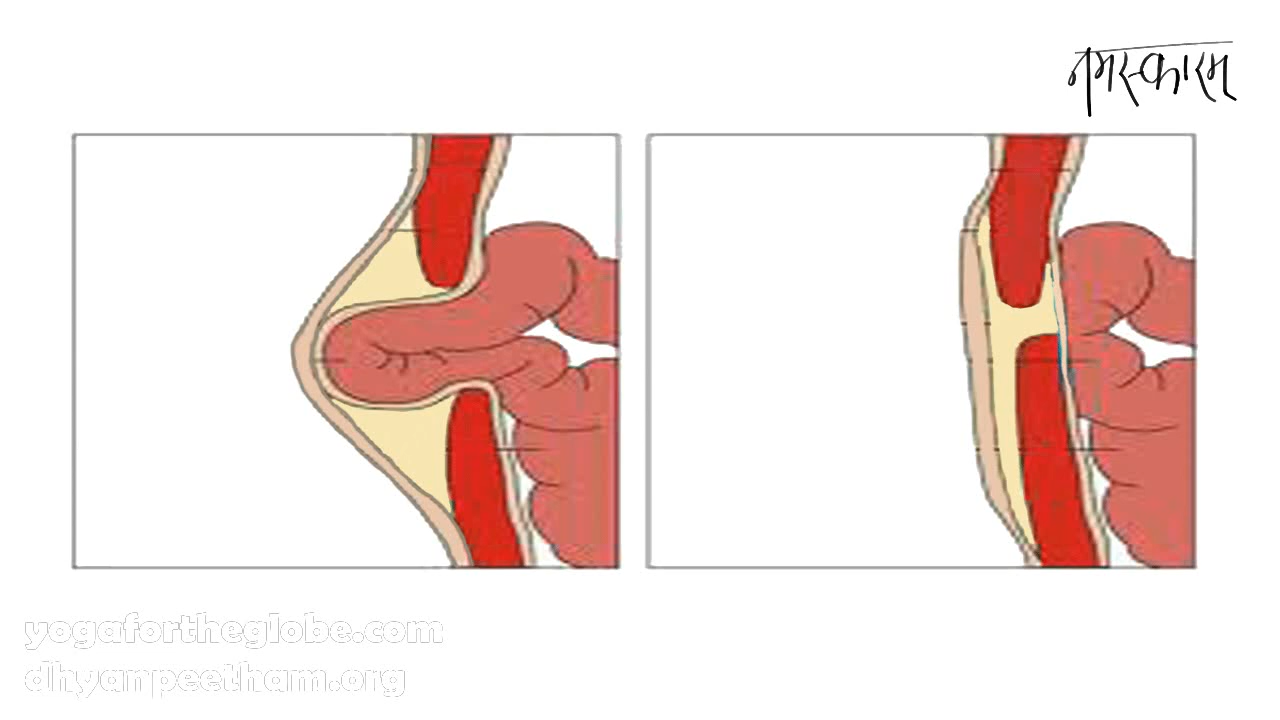 नमस्कारम
yogafortheglobe.com
dhyanpeetham.org